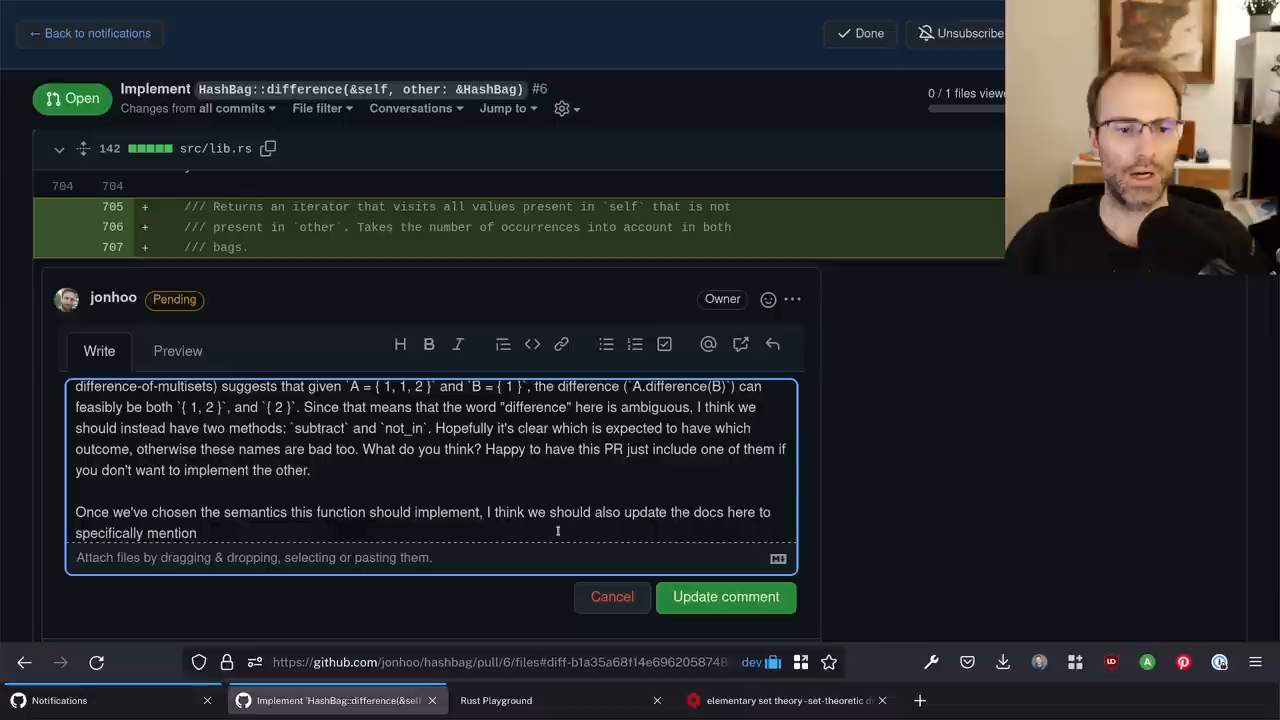 ← Back to notifications
Done
Unsubscribe
Open
Implement HashBag::difference(&self, other: &HashBag) #6
Changes from all commits
File filter
Conversations
Jump to
0 / 1 files viewe
142
src/lib.rs
704 704
705 + /// Returns an iterator that visits all values present in `self` that is not
706 + /// present in `other`. Takes the number of occurrences into account in both
707 + /// bags.
jonhoo
Pending
Owner
Write
Preview
difference-of-multisets) suggests that given `A = { 1, 1, 2 }` and `B = { 1 }`, the difference (`A.difference(B)`) can
feasibly be both `{ 1, 2 }`, and `{ 2 }`. Since that means that the word "difference" here is ambiguous, I think we
should instead have two methods: `subtract` and `not_in`. Hopefully it's clear which is expected to have which
outcome, otherwise these names are bad too. What do you think? Happy to have this PR just include one of them if
you don't want to implement the other.
Once we've chosen the semantics this function should implement, I think we should also update the docs here to
specifically mention
Attach files by dragging & dropping, selecting or pasting them.
Cancel
Update comment
https://github.com/jonhoo/hashbag/pull/6/files#diff-b1a35a68f14e6962058748
dev
Notifications
Implement `HashBag::difference(&self
Rust Playground
elementary set theory - set-theoretic d